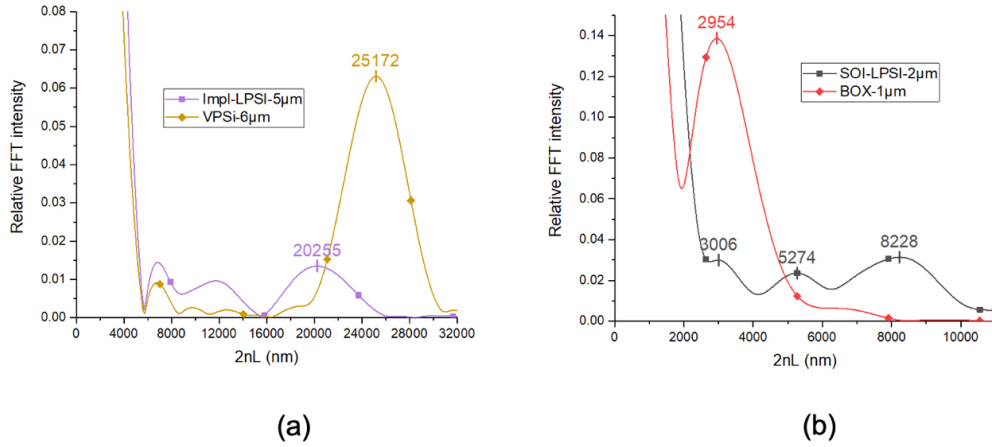 0.08
0.07
0.06
0.05
0.04
0.03
0.02
0.01
0.00
Relative FFT intensity
25172
20255
Impl-LPSI-5µm
VPSi-6µm
0 4000 8000 12000 16000 20000 24000 28000 32000
2nL (nm)
(a)
0.14
0.12
0.10
0.08
0.06
0.04
0.02
0.00
Relative FFT intensity
2954
SOI-LPSI-2µm
BOX-1µm
3006
5274
8228
0 2000 4000 6000 8000 10000
2nL (nm)
(b)